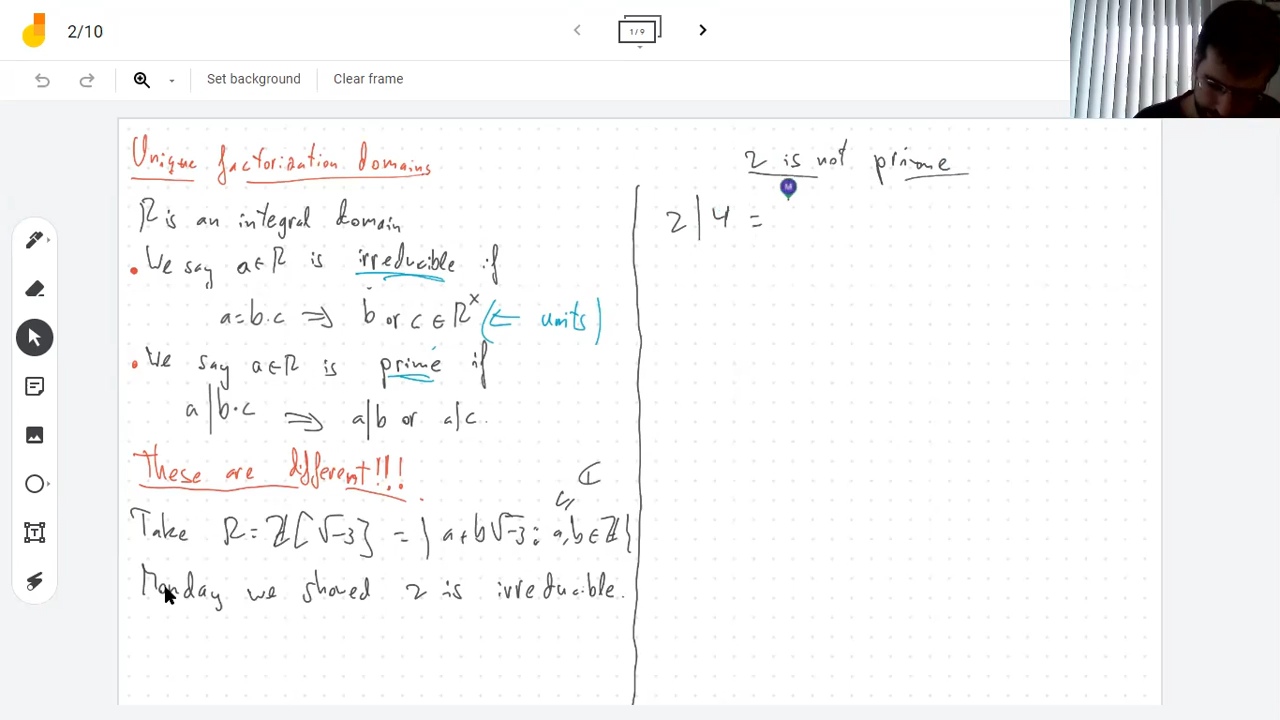 2/10
1/9
Set background
Clear frame
Unique factorization domains
R is an integral domain
• We say a∈R is irreducible if
a=b·c ⇒ b or c ∈ R^× (← units)
• We say a∈R is prime if
a|b·c ⇒ a|b or a|c.
These are different!!!
Take R = ℤ[√-3] = {a+b√-3 : a,b∈ℤ}
ℂ
Monday we showed 2 is irreducible.
2 is not prime
M
2|4 =